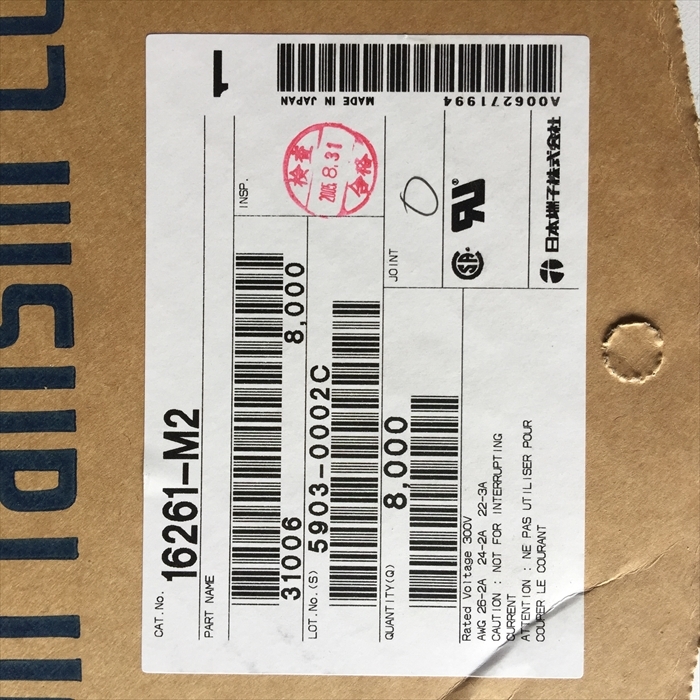 CAT.No. 16261-M2
1
PART NAME
INSP.
検査
2003.8.31
合格
31006
8,000
LOT.No.(S) 5903-0002C
QUANTITY(Q) 8,000
JOINT
0
Rated Voltage 300V
AWG 26-2A 24-2A 22-3A
CAUTION : NOT FOR INTERRUPTING
CURRENT
ATTENTION : NE PAS UTILISER POUR
COUPER LE COURANT
MADE IN JAPAN
A006271994
日本端子株式会社